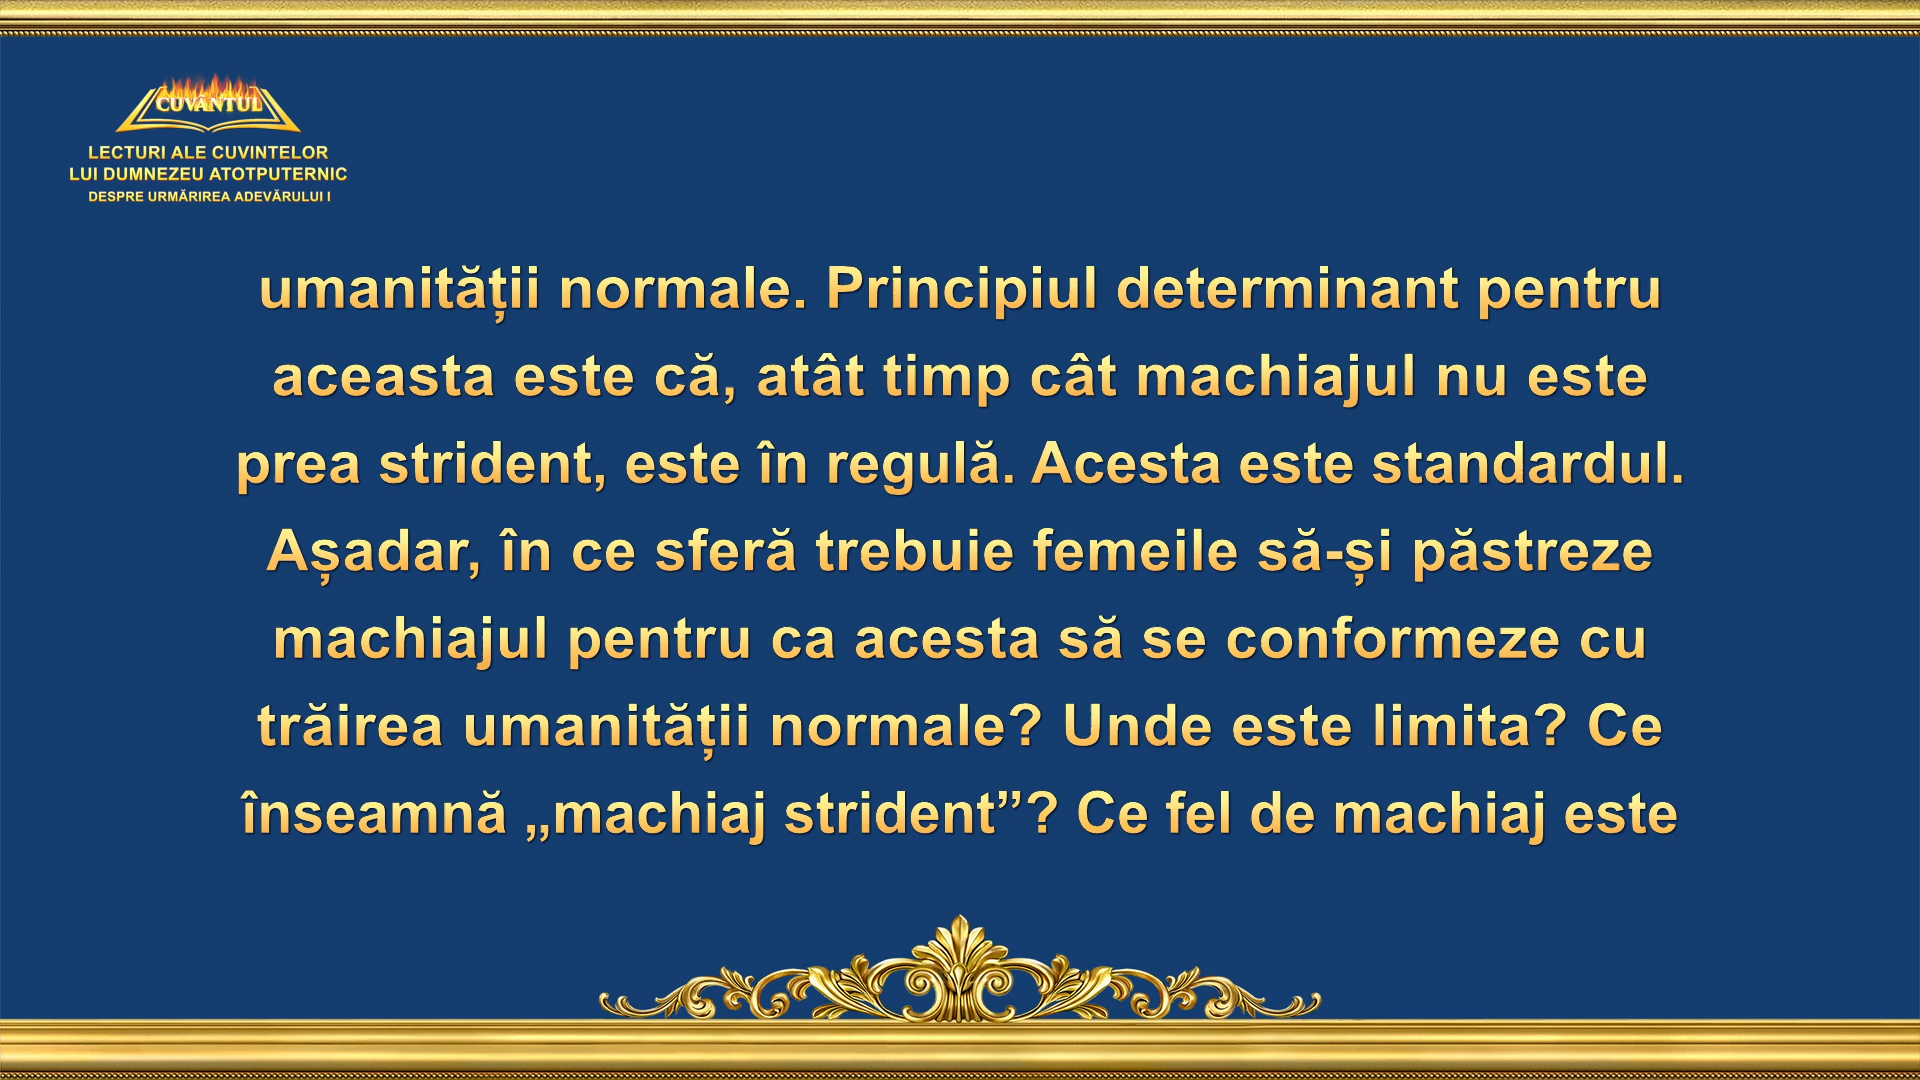 CUVÂNTUL
LECTURI ALE CUVINTELOR
LUI DUMNEZEU ATOTPUTERNIC
DESPRE URMĂRIREA ADEVĂRULUI I
umanității normale. Principiul determinant pentru
aceasta este că, atât timp cât machiajul nu este
prea strident, este în regulă. Acesta este standardul.
Așadar, în ce sferă trebuie femeile să-și păstreze
machiajul pentru ca acesta să se conformeze cu
trăirea umanității normale? Unde este limita? Ce
înseamnă „machiaj strident”? Ce fel de machiaj este